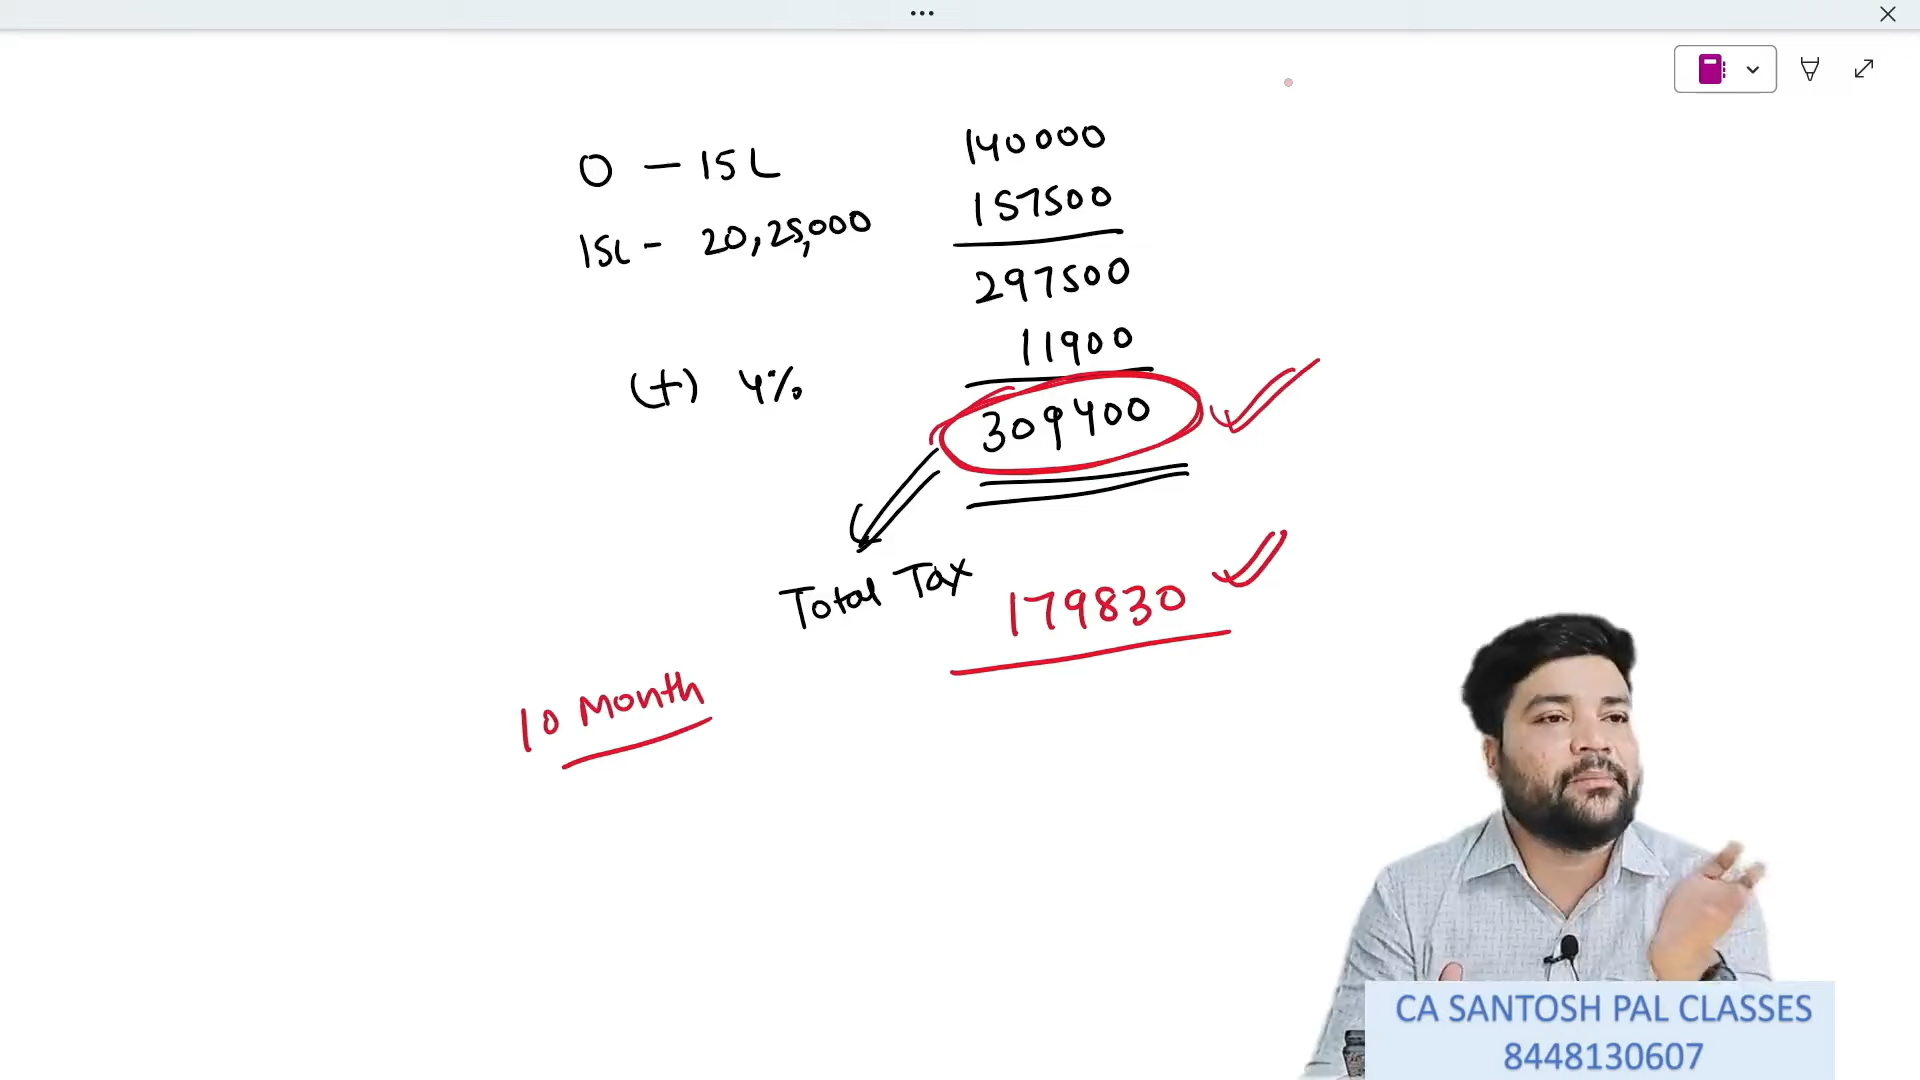 0 - 15L 140000
15L - 20,25,000 157500
297500
11900
(+) 4%
309400
Total Tax
179830
10 Month
CA SANTOSH PAL CLASSES
8448130607